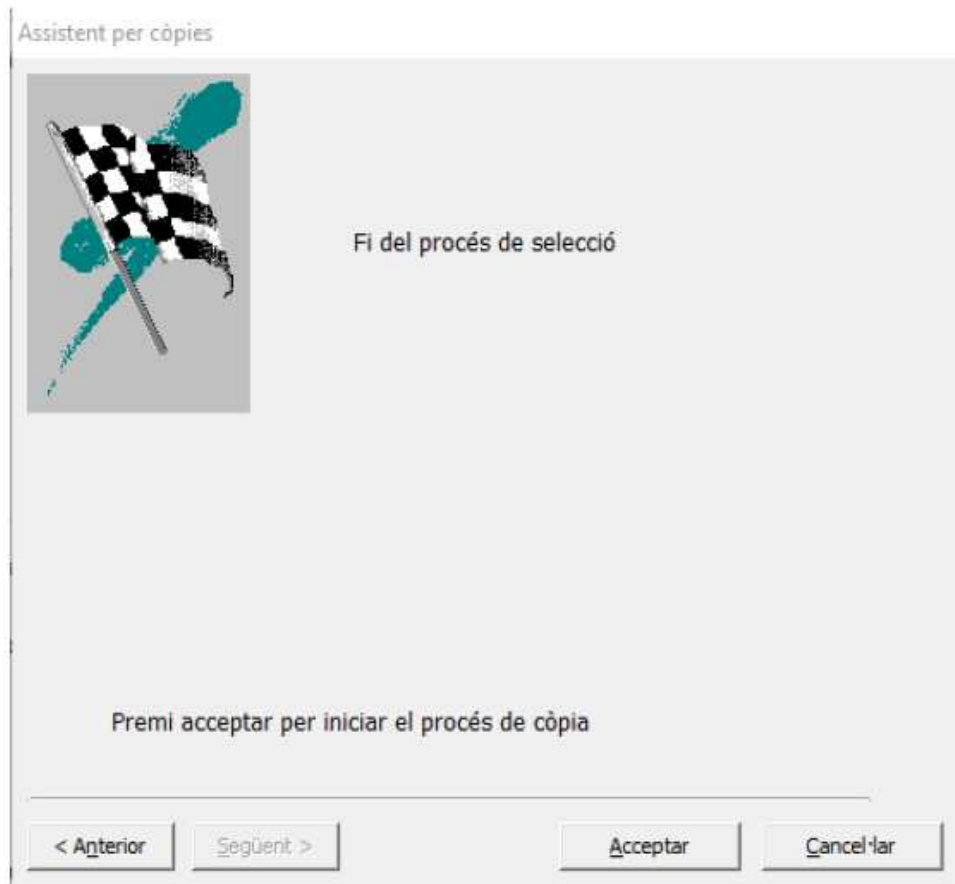 Assistent per còpies
Fi del procés de selecció
Premi acceptar per iniciar el procés de còpia
< Anterior
Següent >
Acceptar
Cancel·lar